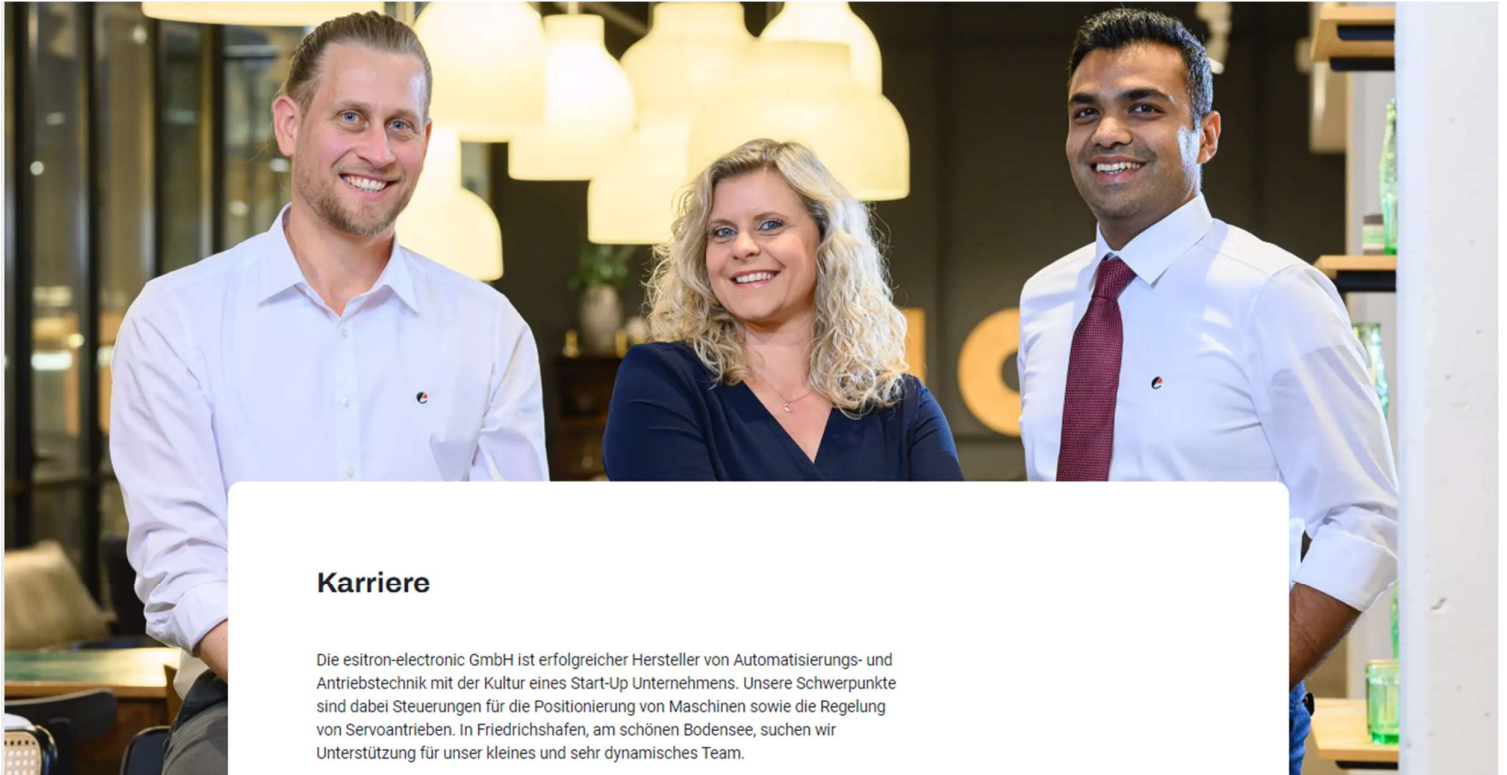 Karriere
Die esitron-electronic GmbH ist erfolgreicher Hersteller von Automatisierungs- und
Antriebstechnik mit der Kultur eines Start-Up Unternehmens. Unsere Schwerpunkte
sind dabei Steuerungen für die Positionierung von Maschinen sowie die Regelung
von Servoantrieben. In Friedrichshafen, am schönen Bodensee, suchen wir
Unterstützung für unser kleines und sehr dynamisches Team.